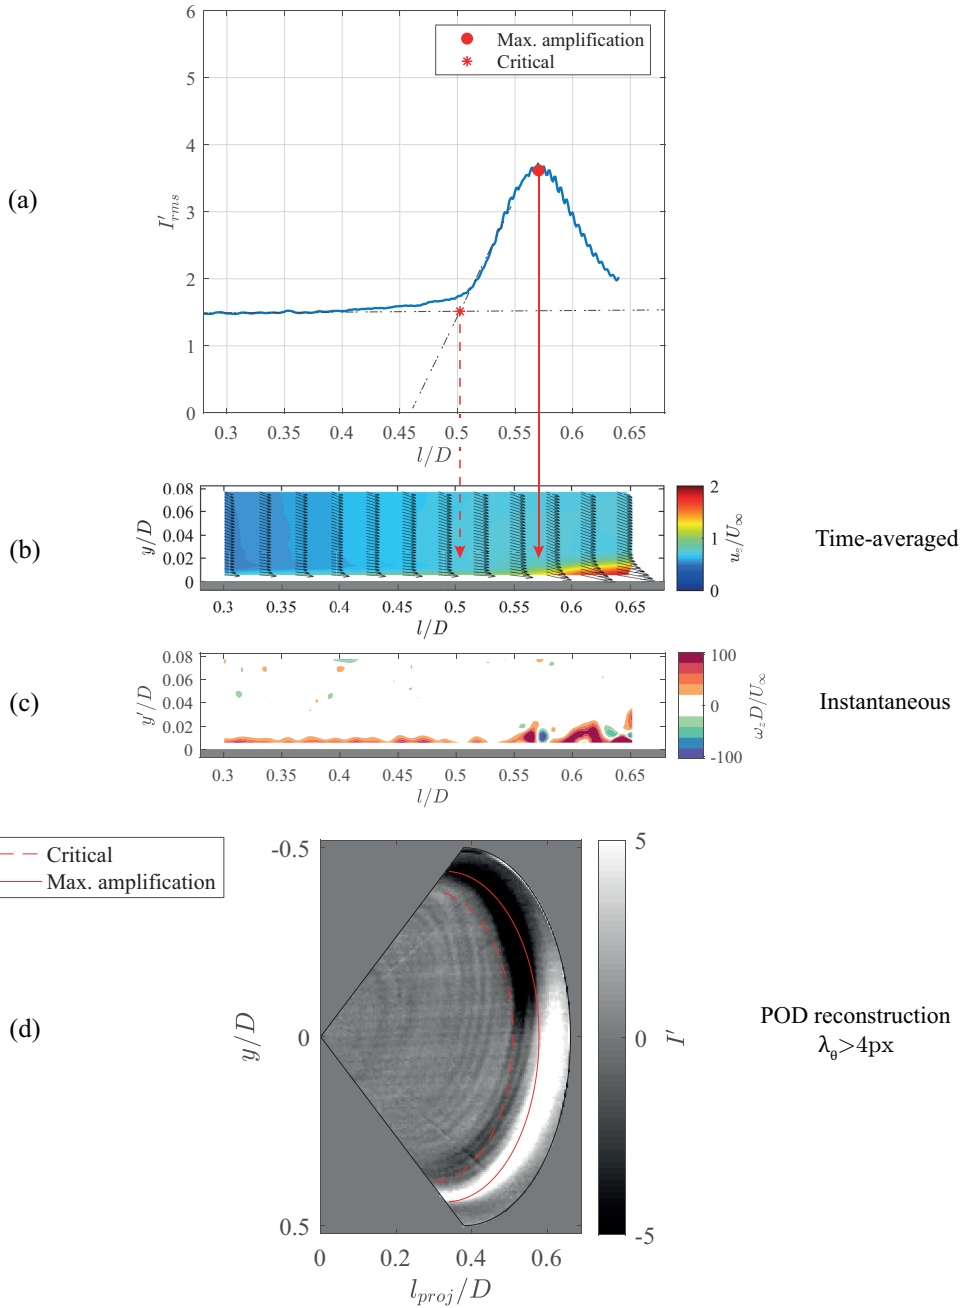 6
Max. amplification
Critical
5
4
(a)
I'rms
3
2
1
0
0.3 0.35 0.4 0.45 0.5 0.55 0.6 0.65
l/D
0.08 2
0.06
(b) y/D 0.04 1 us/U∞ Time-averaged
0.02
0 0
0.3 0.35 0.4 0.45 0.5 0.55 0.6 0.65
l/D
0.08 100
0.06
(c) y'/D 0.04 0 ωzD/U∞ Instantaneous
0.02
0 -100
0.3 0.35 0.4 0.45 0.5 0.55 0.6 0.65
l/D
Critical
Max. amplification
-0.5 5
(d) y/D 0 0 I' POD reconstruction
λθ>4px
0.5 -5
0 0.2 0.4 0.6
lproj/D